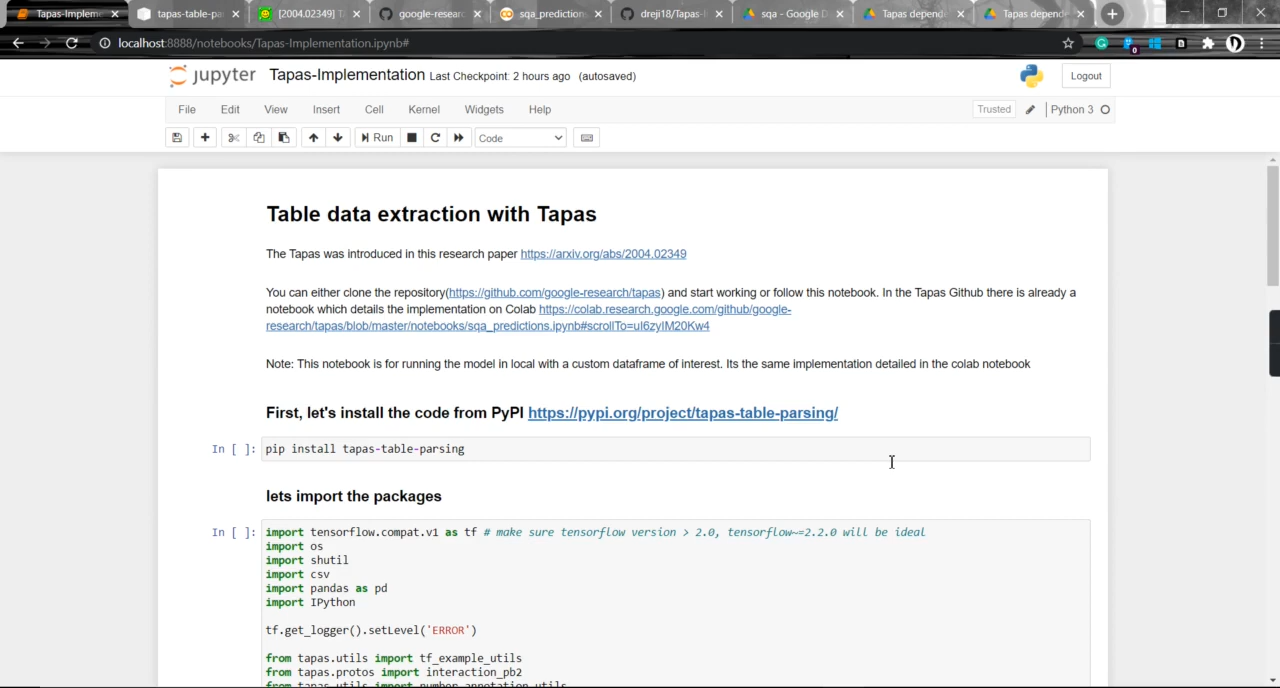 Tapas-Impleme
tapas-table-pa
[2004.02349] T
google-researc
sqa_prediction
dreji18/Tapas-I
sqa - Google D
Tapas depend
Tapas depend
localhost:8888/notebooks/Tapas-Implementation.ipynb#
jupyter Tapas-Implementation Last Checkpoint: 2 hours ago (autosaved)
Logout
File Edit View Insert Cell Kernel Widgets Help
Trusted
Python 3
Run
Code
Table data extraction with Tapas
The Tapas was introduced in this research paper https://arxiv.org/abs/2004.02349
You can either clone the repository(https://github.com/google-research/tapas) and start working or follow this notebook. In the Tapas Github there is already a
notebook which details the implementation on Colab https://colab.research.google.com/github/google-
research/tapas/blob/master/notebooks/sqa_predictions.ipynb#scrollTo=uI6zyIM20Kw4
Note: This notebook is for running the model in local with a custom dataframe of interest. Its the same implementation detailed in the colab notebook
First, let's install the code from PyPI https://pypi.org/project/tapas-table-parsing/
In [ ]: pip install tapas-table-parsing
lets import the packages
In [ ]: import tensorflow.compat.v1 as tf # make sure tensorflow version > 2.0, tensorflow~=2.2.0 will be ideal
import os
import shutil
import csv
import pandas as pd
import IPython
tf.get_logger().setLevel('ERROR')
from tapas.utils import tf_example_utils
from tapas.protos import interaction_pb2
from tapas.utils import number_annotation_utils